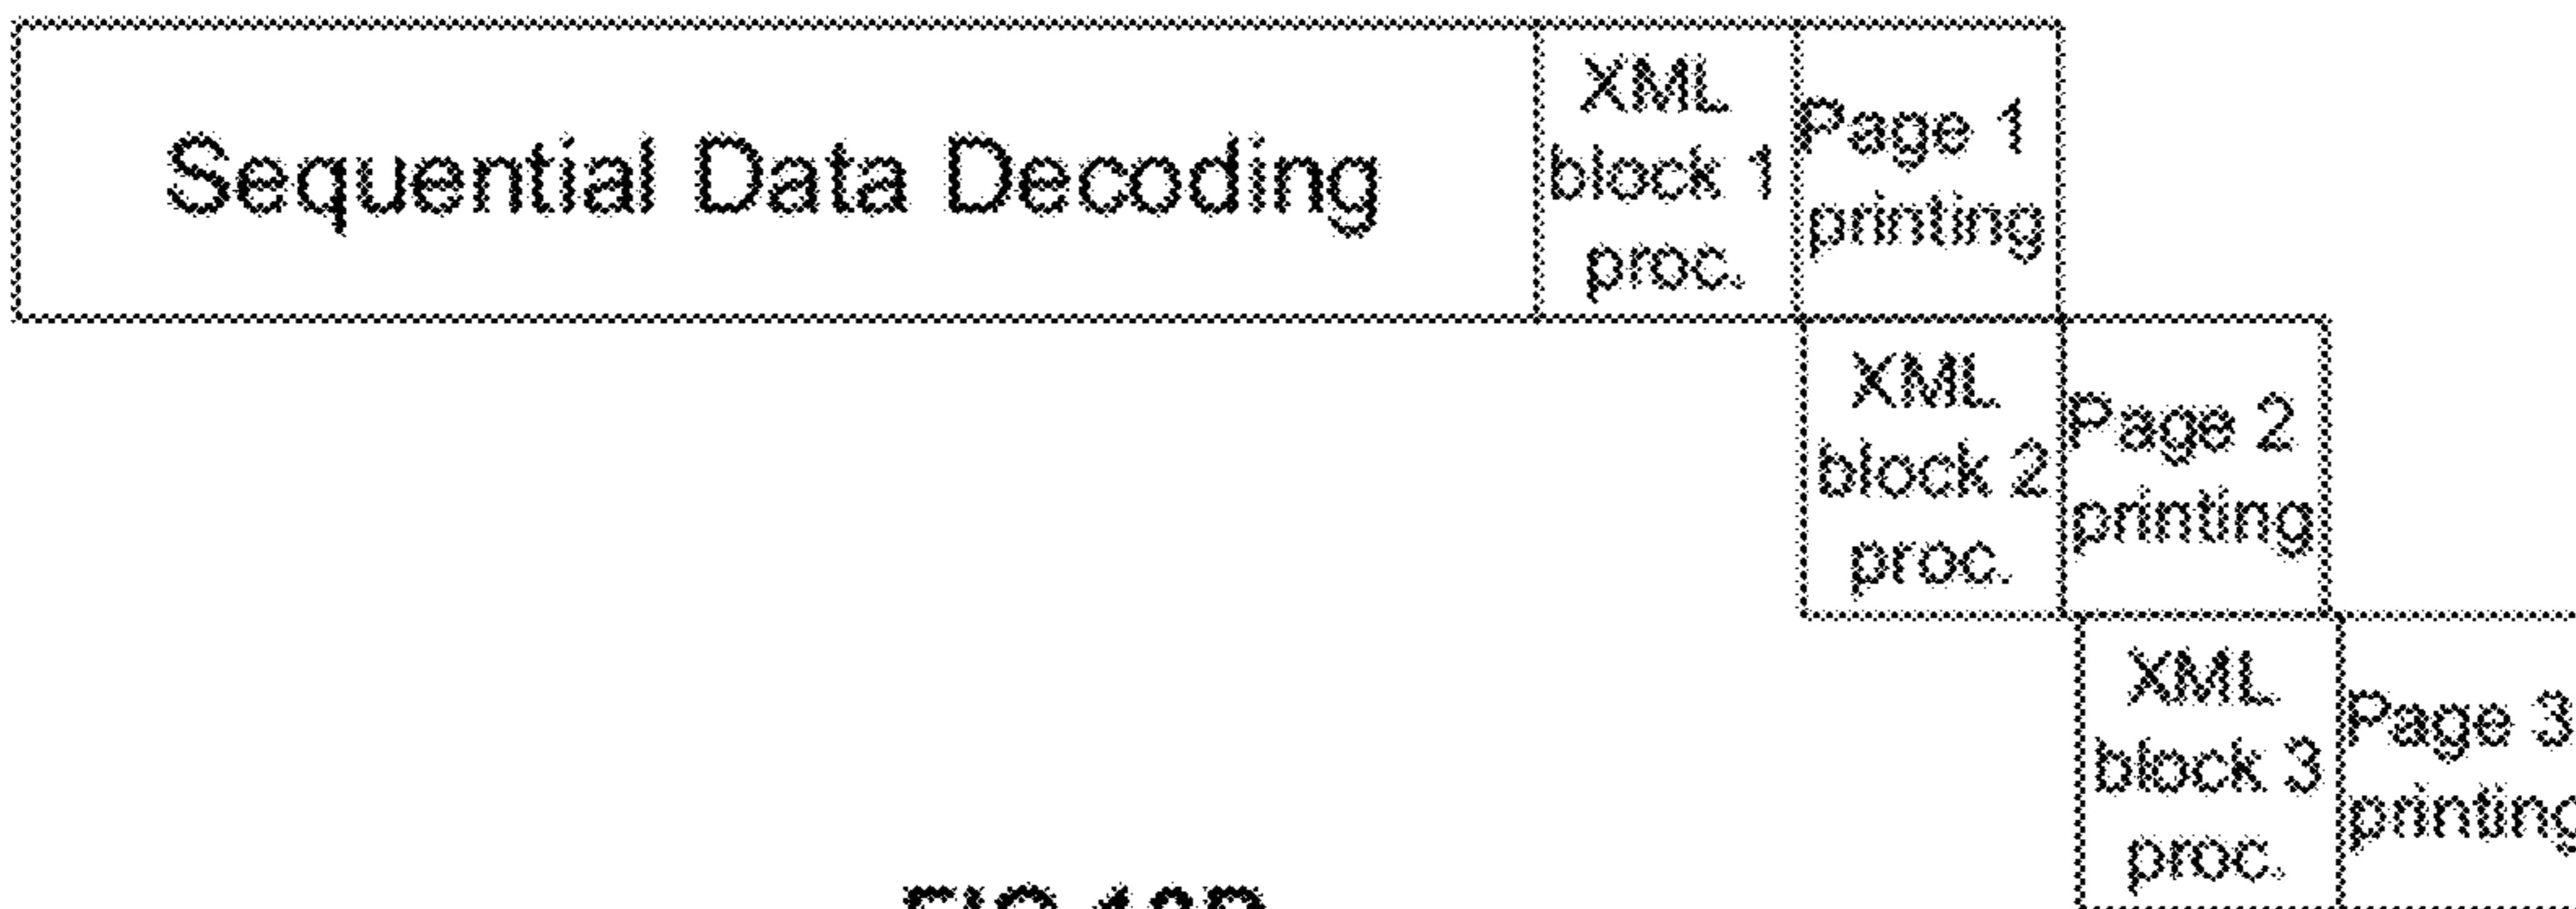 Sequential Data Decoding
XML
block 1
proc.
Page 1
printing
XML
block 2
proc.
Page 2
printing
XML
block 3
proc.
Page 3
printing